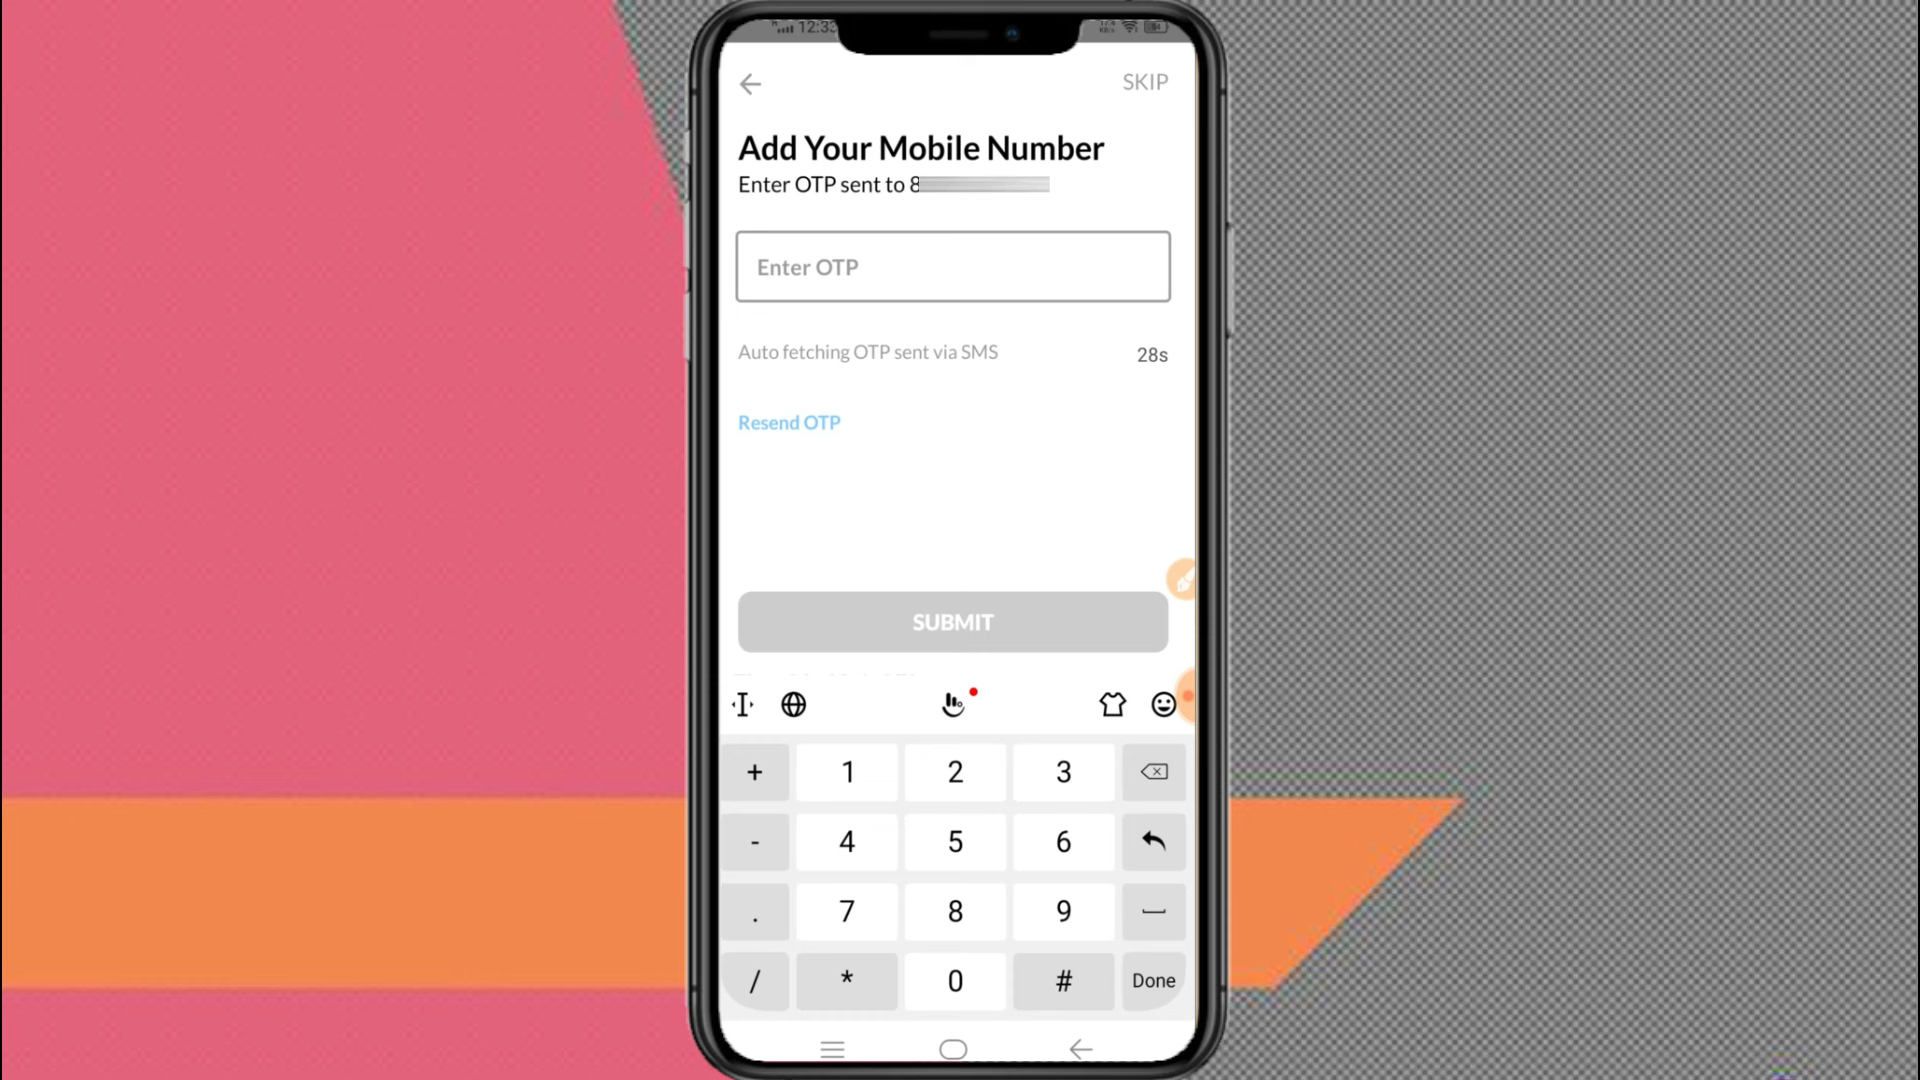 12:33
SKIP
Add Your Mobile Number
Enter OTP sent to 8
Enter OTP
Auto fetching OTP sent via SMS 28s
Resend OTP
SUBMIT
+ 1 2 3
- 4 5 6
. 7 8 9
/ * 0 # Done